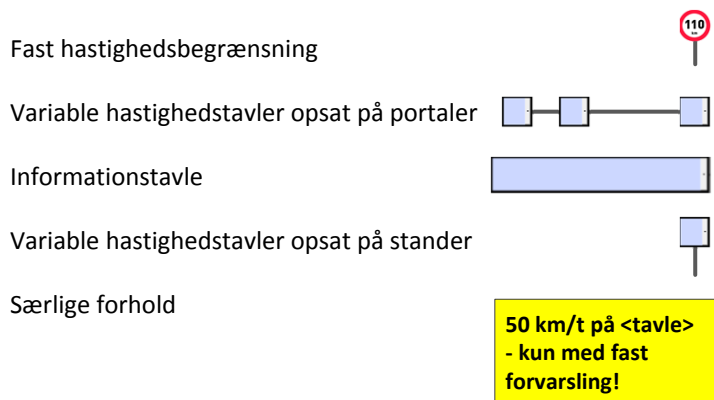 110
km
Fast hastighedsbegrænsning
Variable hastighedstavler opsat på portaler
Informationstavle
Variable hastighedstavler opsat på stander
Særlige forhold
50 km/t på <tavle>
- kun med fast
forvarsling!